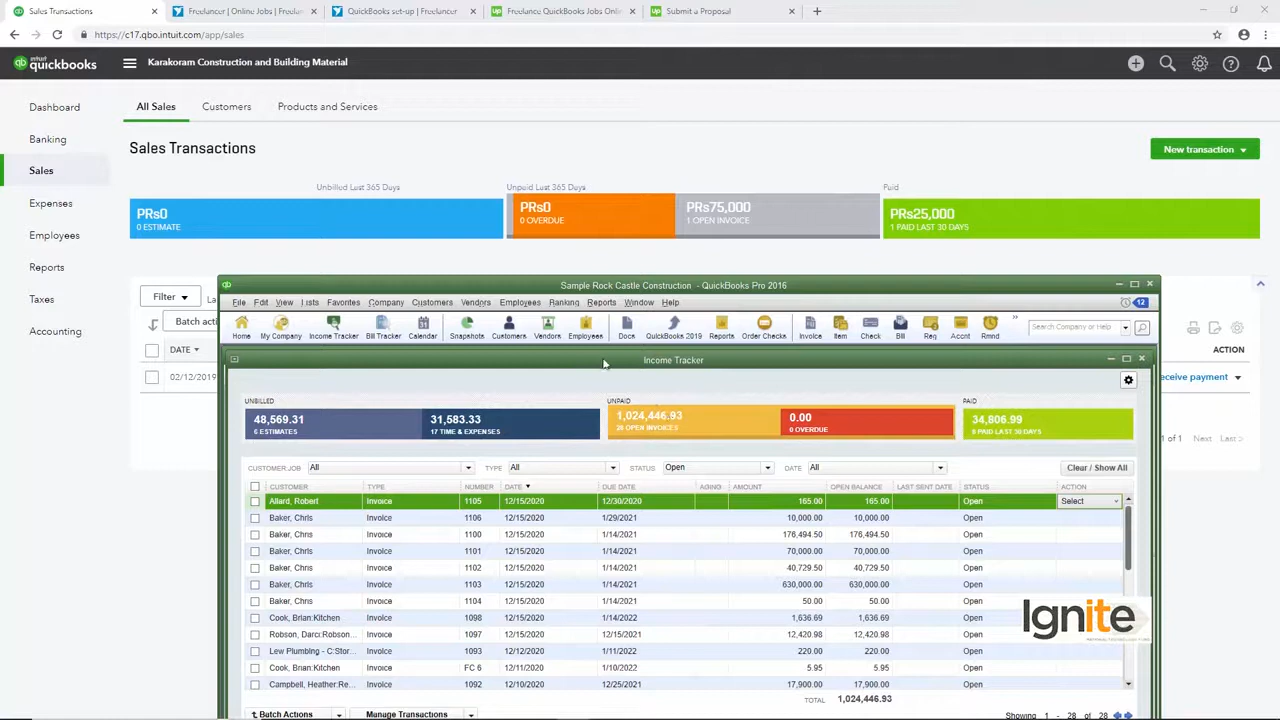 Sales Transactions
Freelancer | Online Jobs | Freelan
QuickBooks set-up | Freelancer
Freelance QuickBooks Jobs Onlin
Submit a Proposal
https://c17.qbo.intuit.com/app/sales
intuit quickbooks
Karakoram Construction and Building Material
Dashboard
Banking
Sales
Expenses
Employees
Reports
Taxes
Accounting
All Sales Customers Products and Services
Sales Transactions
New transaction
Unbilled Last 365 Days
Unpaid Last 365 Days
Paid
PRs0
0 ESTIMATE
PRs0
0 OVERDUE
PRs75,000
1 OPEN INVOICE
PRs25,000
1 PAID LAST 30 DAYS
Filter
La
Batch acti
DATE
ACTION
02/12/2019
eceive payment
1 of 1 Next Last >
Sample Rock Castle Construction - QuickBooks Pro 2016
File Edit View Lists Favorites Company Customers Vendors Employees Banking Reports Window Help
12
Home My Company Income Tracker Bill Tracker Calendar Snapshots Customers Vendors Employees Docs QuickBooks 2019 Reports Order Checks Invoice Item Check Bill Reg Accnt Rmnd
Search Company or Help
Income Tracker
UNBILLED
UNPAID
PAID
48,569.31
6 ESTIMATES
31,583.33
17 TIME & EXPENSES
1,024,446.93
28 OPEN INVOICES
0.00
0 OVERDUE
34,806.99
9 PAID LAST 30 DAYS
CUSTOMER:JOB All TYPE All STATUS Open DATE All Clear / Show All
CUSTOMER TYPE NUMBER DATE DUE DATE AGING AMOUNT OPEN BALANCE LAST SENT DATE STATUS ACTION
Allard, Robert Invoice 1105 12/15/2020 12/30/2020 165.00 165.00 Open Select
Baker, Chris Invoice 1106 12/15/2020 1/29/2021 10,000.00 10,000.00 Open
Baker, Chris Invoice 1100 12/15/2020 1/14/2021 176,494.50 176,494.50 Open
Baker, Chris Invoice 1101 12/15/2020 1/14/2021 70,000.00 70,000.00 Open
Baker, Chris Invoice 1102 12/15/2020 1/14/2021 40,729.50 40,729.50 Open
Baker, Chris Invoice 1103 12/15/2020 1/14/2021 630,000.00 630,000.00 Open
Baker, Chris Invoice 1104 12/15/2020 1/14/2021 50.00 50.00 Open
Cook, Brian:Kitchen Invoice 1098 12/15/2020 1/14/2022 1,636.69 1,636.69 Open
Robson, Darci:Robson... Invoice 1097 12/15/2020 12/15/2021 12,420.98 12,420.98 Open
Lew Plumbing - C:Stor... Invoice 1093 12/12/2020 1/11/2022 220.00 220.00 Open
Cook, Brian:Kitchen Invoice FC 6 12/11/2020 1/10/2022 5.95 5.95 Open
Campbell, Heather:Re... Invoice 1092 12/10/2020 12/25/2021 17,900.00 17,900.00 Open
TOTAL 1,024,446.93
Batch Actions Manage Transactions Showing 1 - 28 of 28
Ignite